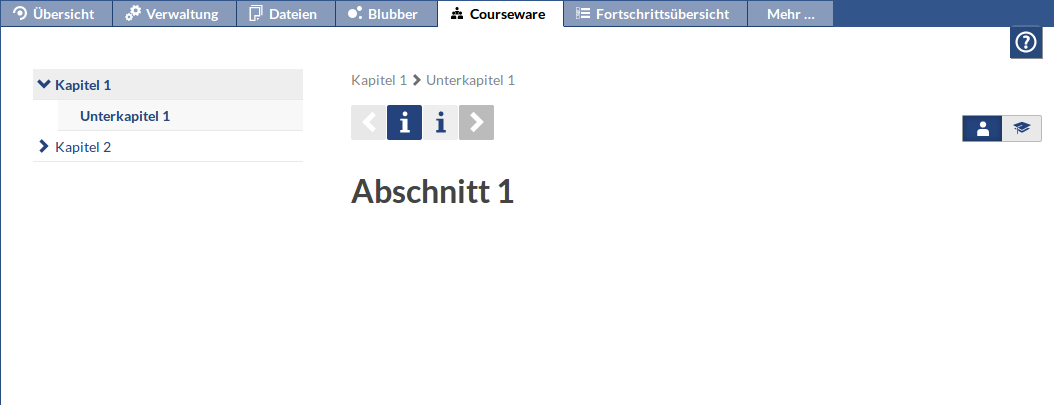 Übersicht Verwaltung Dateien Blubber Courseware Fortschrittsübersicht Mehr ...
Kapitel 1 Unterkapitel 1
Kapitel 1
Unterkapitel 1
Kapitel 2
Abschnitt 1